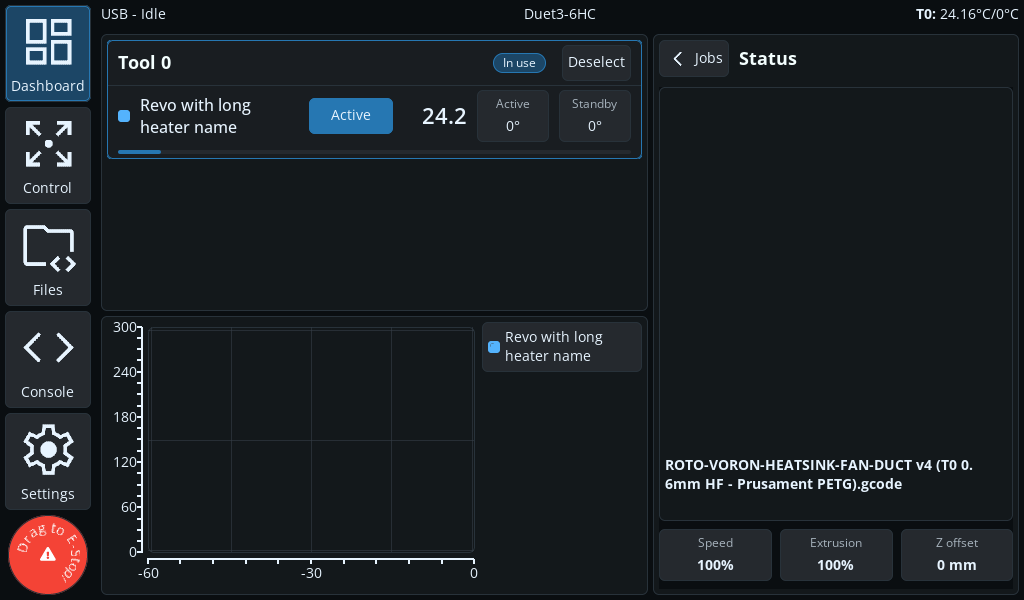 USB - Idle
Duet3-6HC
T0: 24.16°C/0°C
Dashboard
Control
Files
Console
Settings
Drag to E-Stop!
Tool 0
In use
Deselect
Revo with long
heater name
Active
24.2
Active
0°
Standby
0°
300
240
180
120
60
0
-60
-30
0
Revo with long
heater name
Jobs
Status
ROTO-VORON-HEATSINK-FAN-DUCT v4 (T0 0.
6mm HF - Prusament PETG).gcode
Speed
100%
Extrusion
100%
Z offset
0 mm